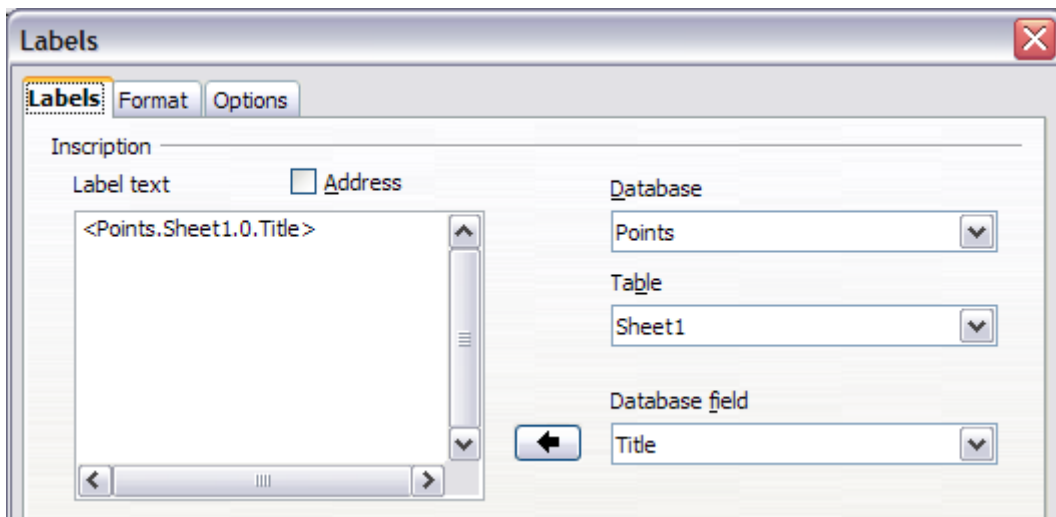 Labels
Labels Format Options
Inscription
Label text Address
<Points.Sheet1.0.Title>
Database
Points
Table
Sheet1
Database field
Title